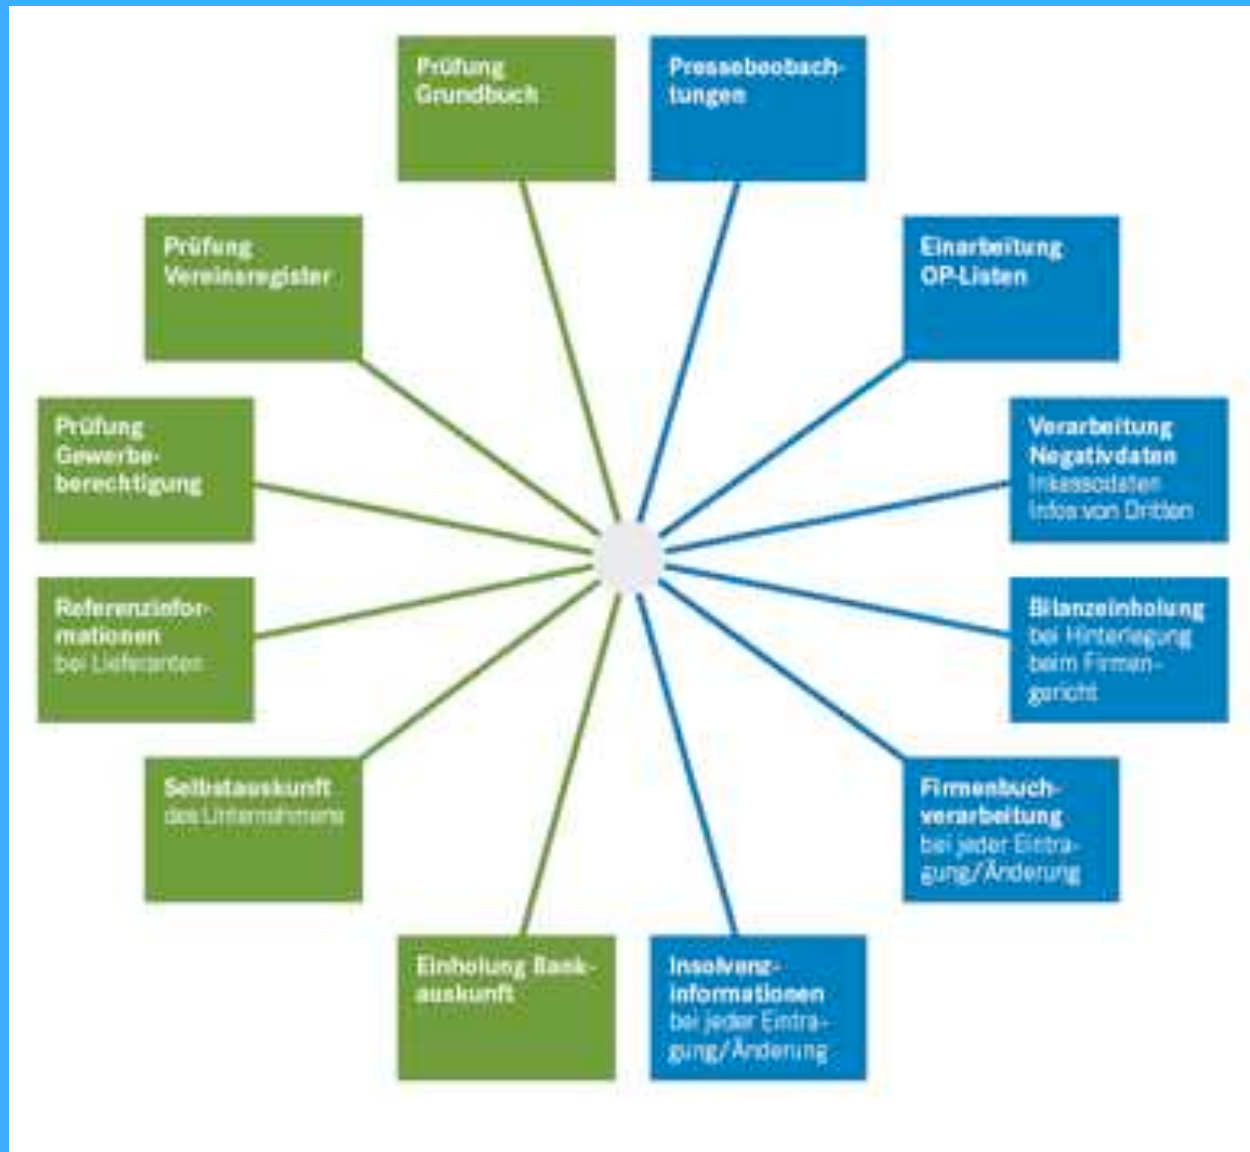 Prüfung
Grundbuch
Pressebeobach-
tungen
Prüfung
Vereinsregister
Einarbeitung
OP-Listen
Prüfung
Gewerbe-
berechtigung
Verarbeitung
Negativdaten
Inkassodaten
Infos von Dritten
Referenzinfor-
mationen
bei Lieferanten
Bilanzeinholung
bei Hinterlegung
beim Firmen-
gericht
Selbstauskunft
des Unternehmens
Firmenbuch-
verarbeitung
bei jeder Eintra-
gung/Änderung
Einholung Bank-
auskunft
Insolvenz-
informationen
bei jeder Eintra-
gung/Änderung